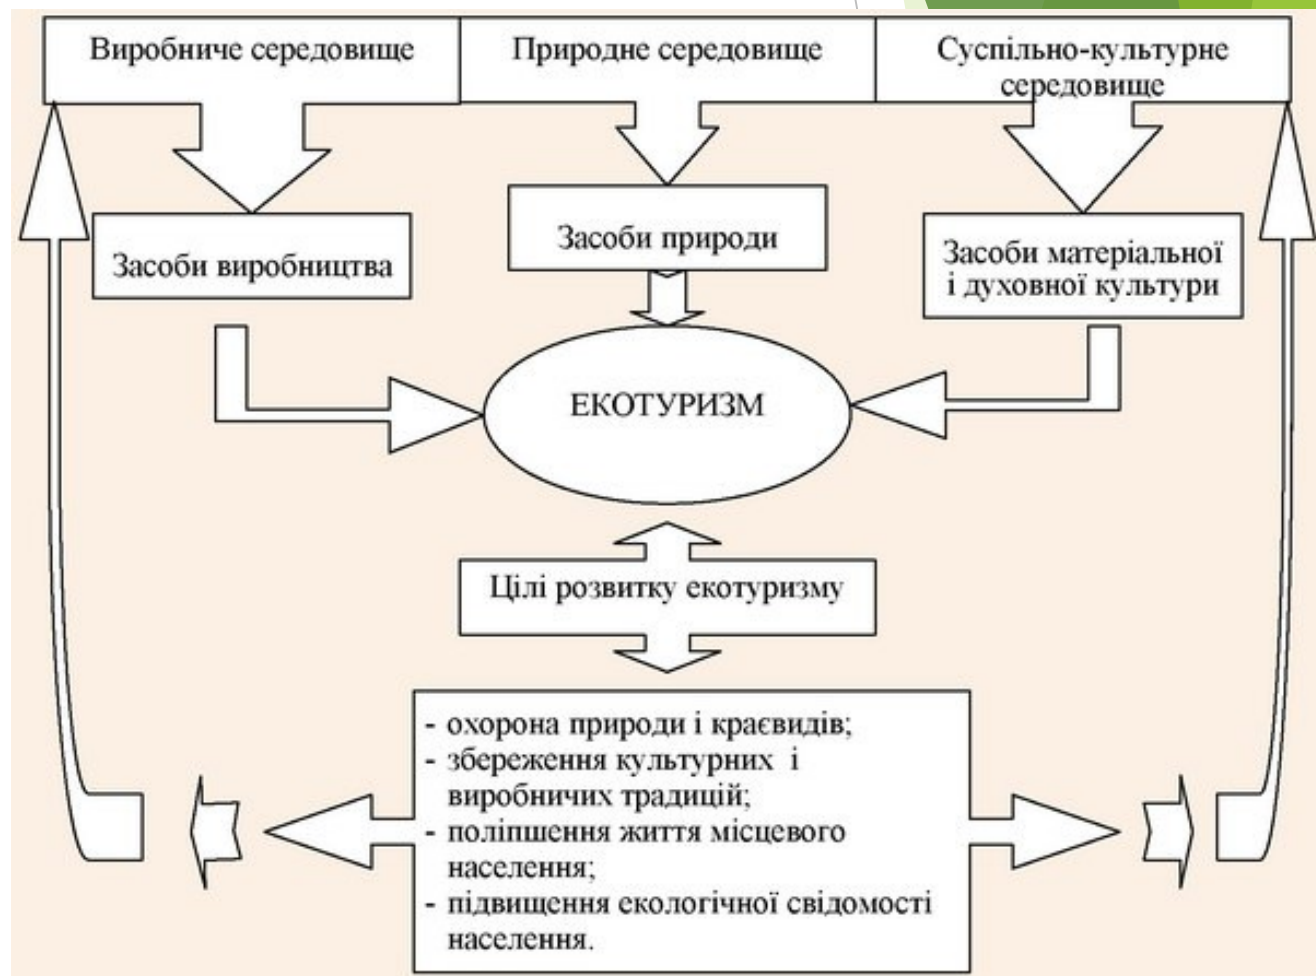 Виробниче середовище
Природне середовище
Суспільно-культурне
середовище
Засоби виробництва
Засоби природи
Засоби матеріальної
і духовної культури
ЕКОТУРИЗМ
Цілі розвитку екотуризму
- охорона природи і краєвидів;
- збереження культурних і
виробничих традицій;
- поліпшення життя місцевого
населення;
- підвищення екологічної свідомості
населення.